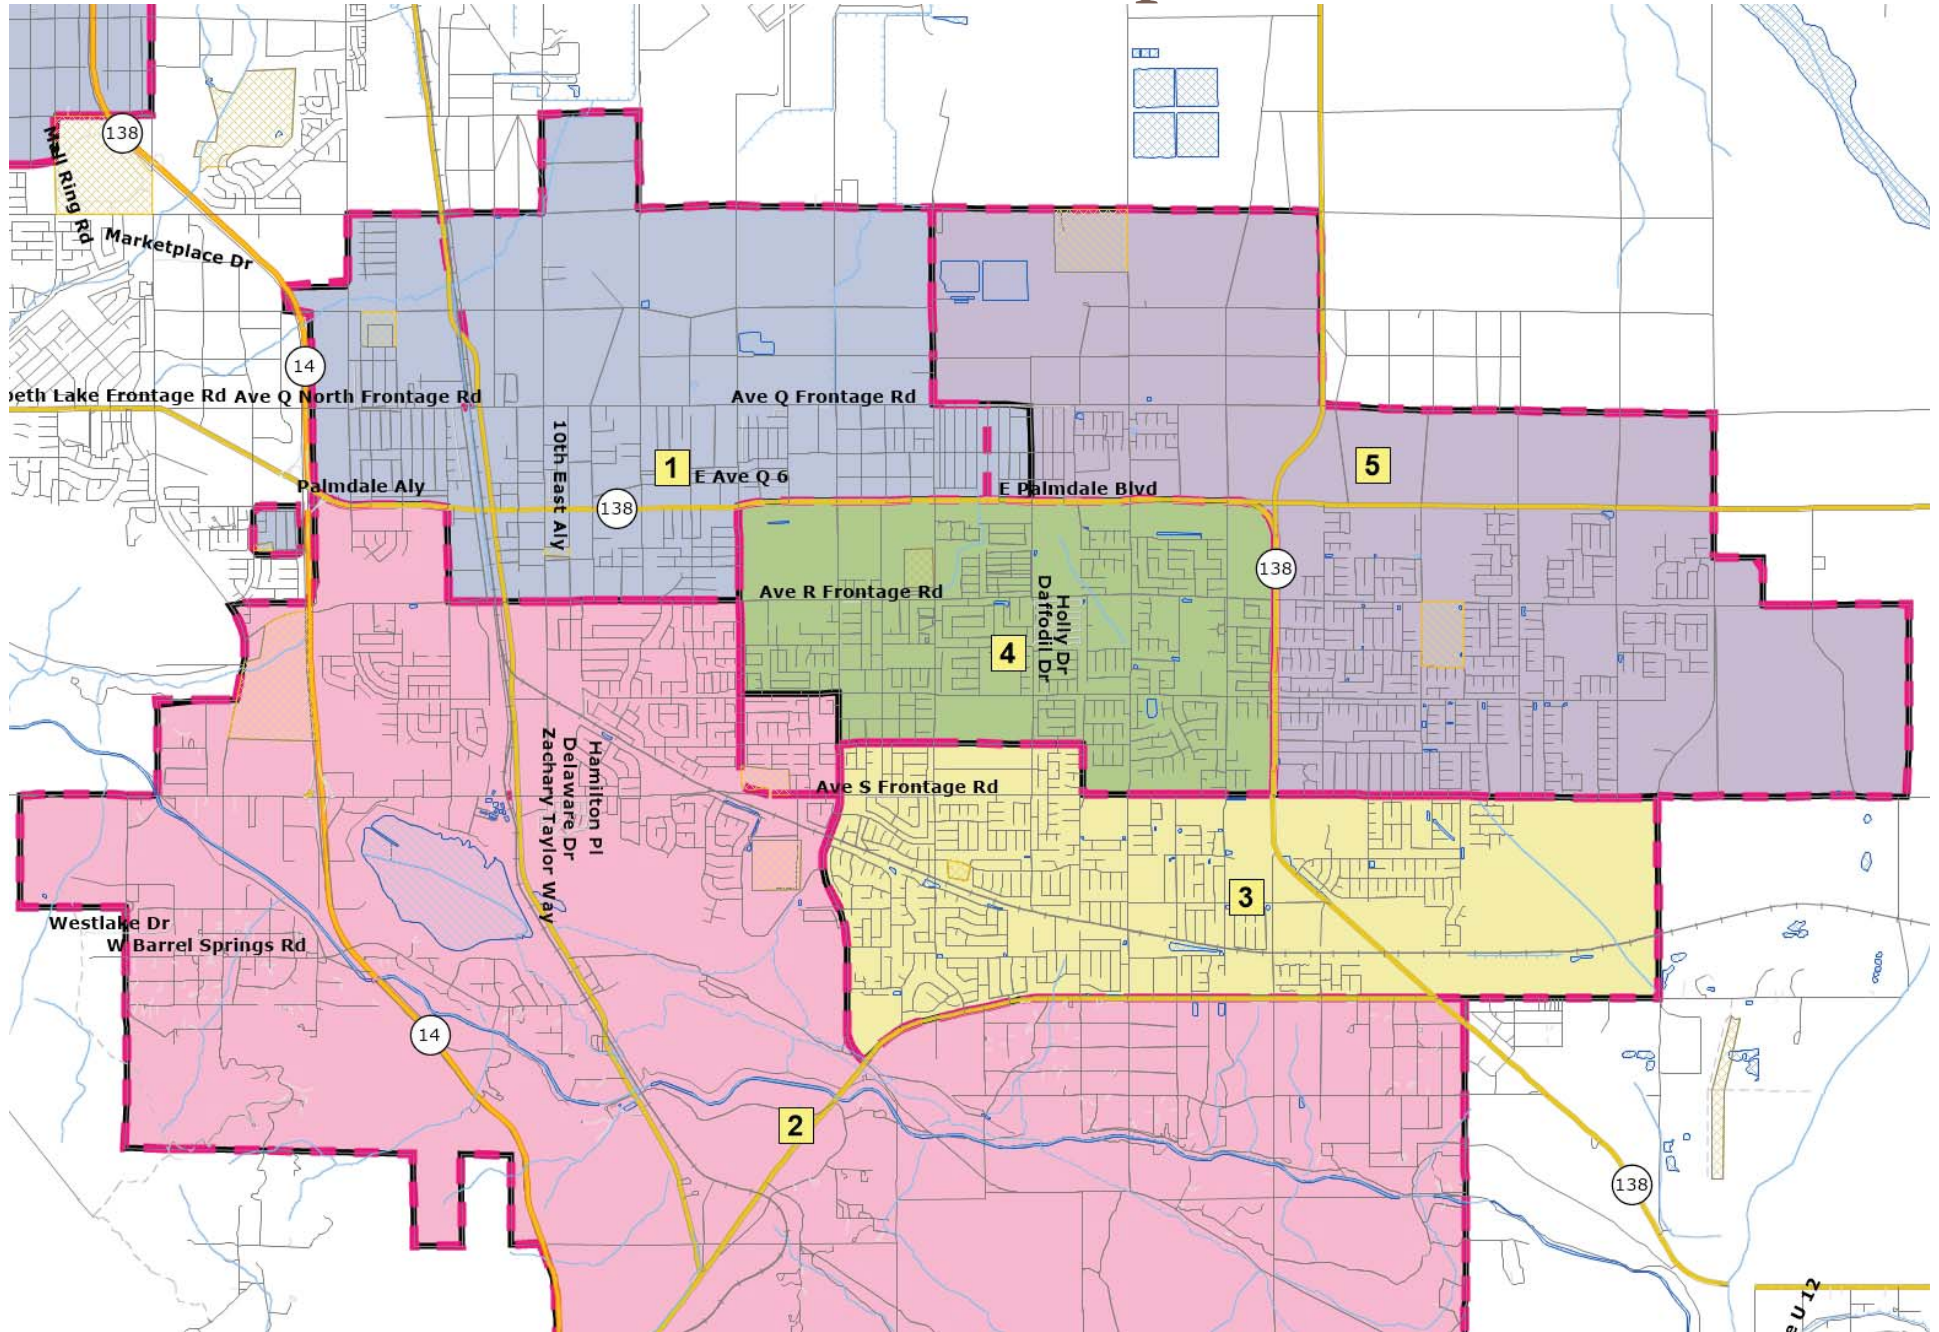 138
Mall Ring Rd
Marketplace Dr
14
beth Lake Frontage Rd
Ave Q North Frontage Rd
Ave Q Frontage Rd
10th East Aly
1
E Ave Q 6
5
Palmdale Aly
E Palmdale Blvd
138
138
Ave R Frontage Rd
4
Holly Dr
Daffodil Dr
Hamilton Pl
Delaware Dr
Zachary Taylor Way
Ave S Frontage Rd
3
Westlake Dr
W Barrel Springs Rd
14
2
138
e U 12